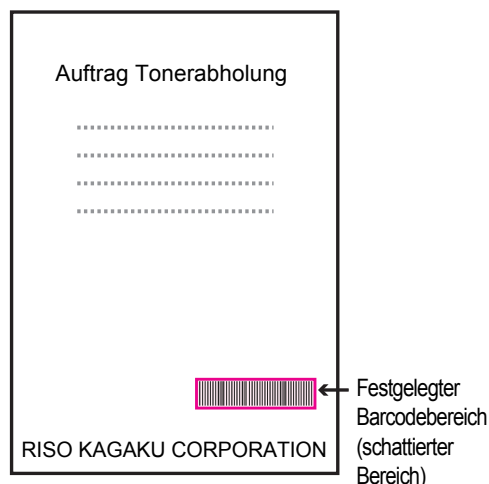 Auftrag Tonerabholung
RISO KAGAKU CORPORATION
Festgelegter
Barcodebereich
(schattierter
Bereich)